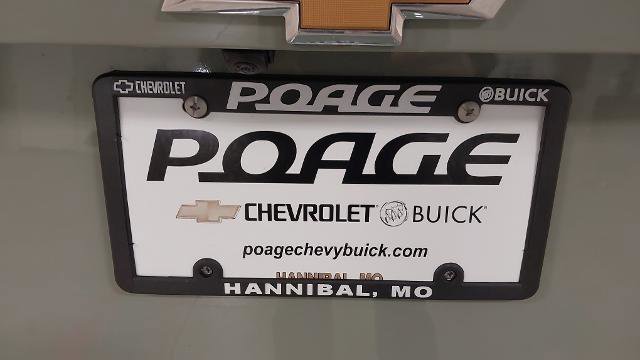 CHEVROLET POAGE BUICK
POAGE
CHEVROLET BUICK
poagechevybuick.com
HANNIBAL, MO
HANNIBAL, MO